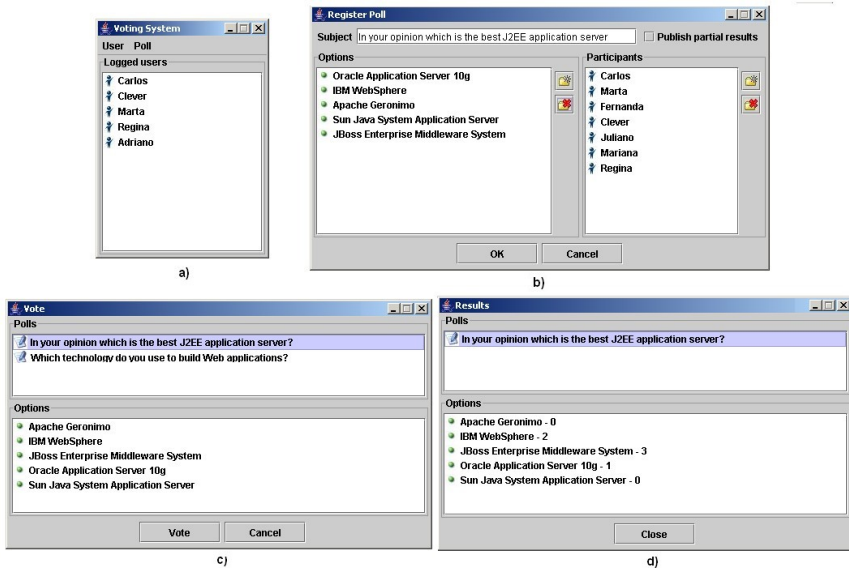 Voting System
User Poll
Logged users
Carlos
Clever
Marta
Regina
Adriano
a)
Register Poll
Subject In your opinion which is the best J2EE application server Publish partial results
Options
Oracle Application Server 10g
IBM WebSphere
Apache Geronimo
Sun Java System Application Server
JBoss Enterprise Middleware System
Participants
Carlos
Marta
Fernanda
Clever
Juliano
Mariana
Regina
OK Cancel
b)
Vote
Polls
In your opinion which is the best J2EE application server?
Which technology do you use to build Web applications?
Options
Apache Geronimo
IBM WebSphere
JBoss Enterprise Middleware System
Oracle Application Server 10g
Sun Java System Application Server
Vote Cancel
c)
Results
Polls
In your opinion which is the best J2EE application server?
Options
Apache Geronimo - 0
IBM WebSphere - 2
JBoss Enterprise Middleware System - 3
Oracle Application Server 10g - 1
Sun Java System Application Server - 0
Close
d)